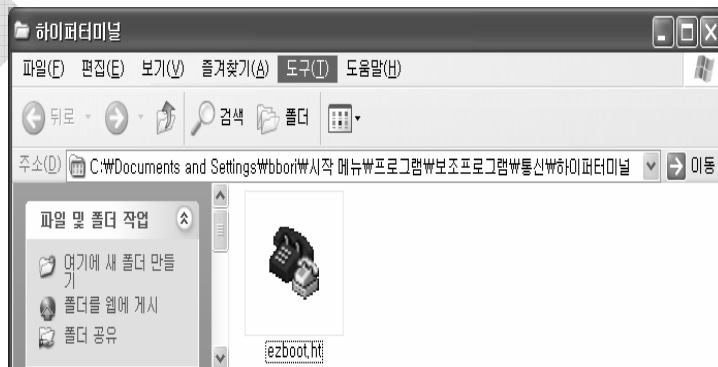 하이퍼터미널
파일(F) 편집(E) 보기(V) 즐겨찾기(A) 도구(T) 도움말(H)
뒤로 검색 폴더
주소(D) C:₩Documents and Settings₩bbori₩시작 메뉴₩프로그램₩보조프로그램₩통신₩하이퍼터미널 이동
파일 및 폴더 작업
여기에 새 폴더 만들
기
폴더를 웹에 게시
폴더 공유
ezboot.ht